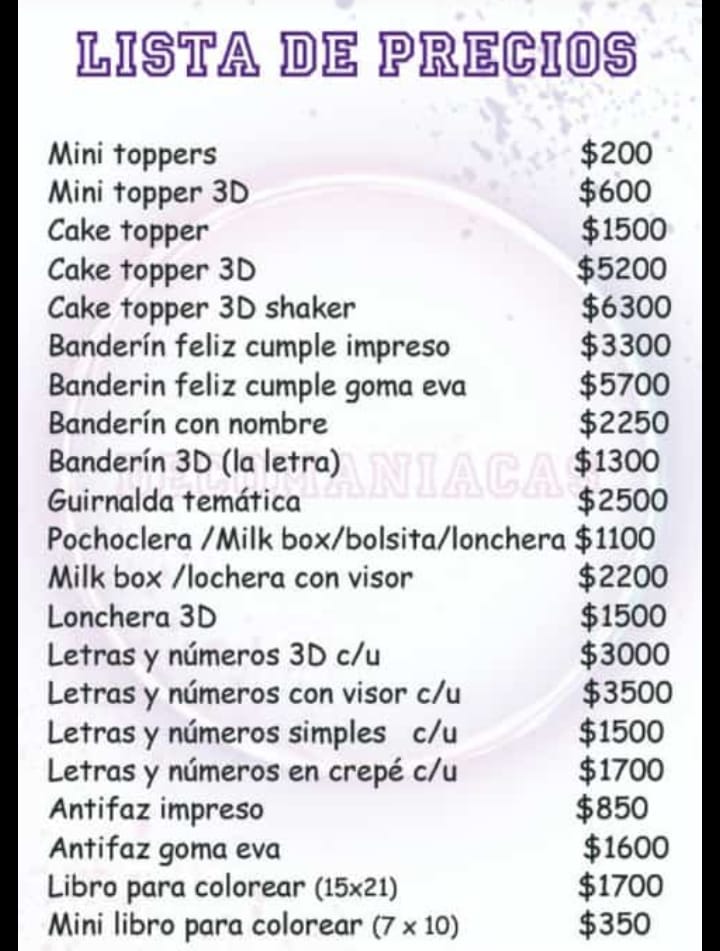 LISTA DE PRECIOS
Mini toppers $200
Mini topper 3D $600
Cake topper $1500
Cake topper 3D $5200
Cake topper 3D shaker $6300
Banderín feliz cumple impreso $3300
Banderin feliz cumple goma eva $5700
Banderín con nombre $2250
Banderín 3D (la letra) $1300
DECOMANIACAS
Guirnalda temática $2500
Pochoclera /Milk box/bolsita/lonchera $1100
Milk box /lochera con visor $2200
Lonchera 3D $1500
Letras y números 3D c/u $3000
Letras y números con visor c/u $3500
Letras y números simples c/u $1500
Letras y números en crepé c/u $1700
Antifaz impreso $850
Antifaz goma eva $1600
Libro para colorear (15x21) $1700
Mini libro para colorear (7 x 10) $350